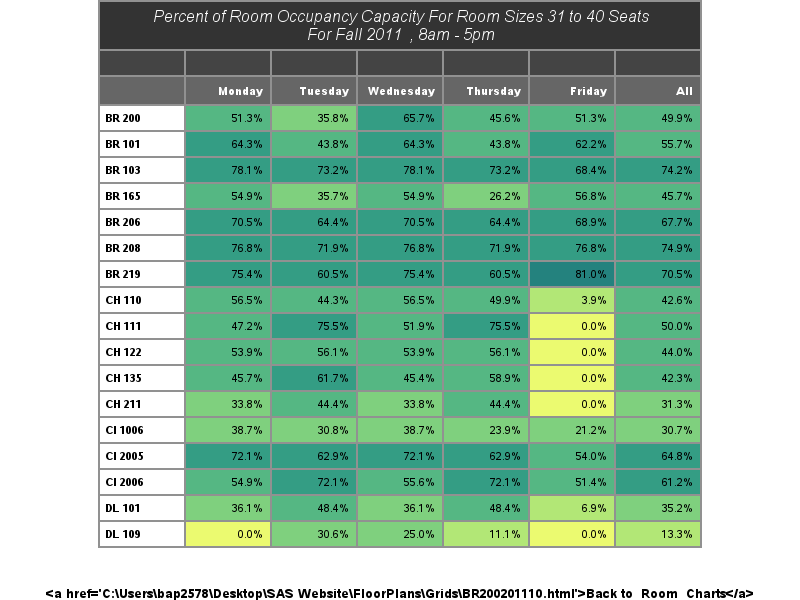 Percent of Room Occupancy Capacity For Room Sizes 31 to 40 Seats
For Fall 2011 , 8am - 5pm
Monday Tuesday Wednesday Thursday Friday All
BR 200 51.3% 35.8% 65.7% 45.6% 51.3% 49.9%
BR 101 64.3% 43.8% 64.3% 43.8% 62.2% 55.7%
BR 103 78.1% 73.2% 78.1% 73.2% 68.4% 74.2%
BR 165 54.9% 35.7% 54.9% 26.2% 56.8% 45.7%
BR 206 70.5% 64.4% 70.5% 64.4% 68.9% 67.7%
BR 208 76.8% 71.9% 76.8% 71.9% 76.8% 74.9%
BR 219 75.4% 60.5% 75.4% 60.5% 81.0% 70.5%
CH 110 56.5% 44.3% 56.5% 49.9% 3.9% 42.6%
CH 111 47.2% 75.5% 51.9% 75.5% 0.0% 50.0%
CH 122 53.9% 56.1% 53.9% 56.1% 0.0% 44.0%
CH 135 45.7% 61.7% 45.4% 58.9% 0.0% 42.3%
CH 211 33.8% 44.4% 33.8% 44.4% 0.0% 31.3%
CI 1006 38.7% 30.8% 38.7% 23.9% 21.2% 30.7%
CI 2005 72.1% 62.9% 72.1% 62.9% 54.0% 64.8%
CI 2006 54.9% 72.1% 55.6% 72.1% 51.4% 61.2%
DL 101 36.1% 48.4% 36.1% 48.4% 6.9% 35.2%
DL 109 0.0% 30.6% 25.0% 11.1% 0.0% 13.3%
<a href='C:\Users\bap2578\Desktop\SAS Website\FloorPlans\Grids\BR200201110.html'>Back to Room Charts</a>